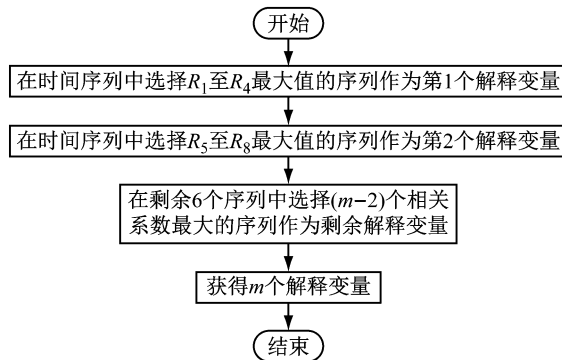 开始
在时间序列中选择R₁至R₄最大值的序列作为第1个解释变量
在时间序列中选择R₅至R₈最大值的序列作为第2个解释变量
在剩余6个序列中选择(m−2)个相关
系数最大的序列作为剩余解释变量
获得m个解释变量
结束